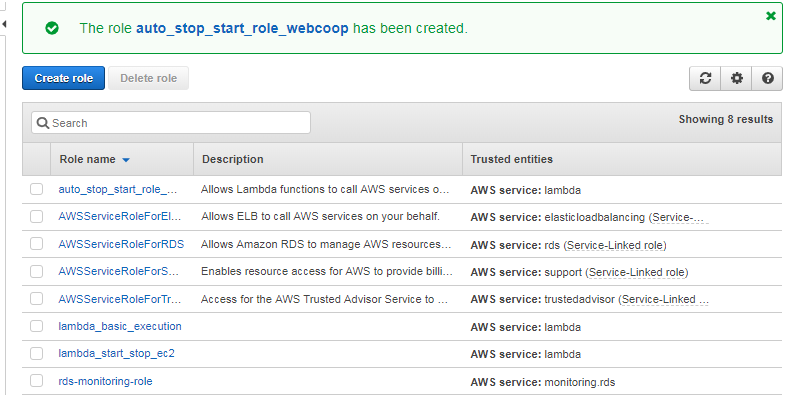 The role auto_stop_start_role_webcoop has been created.
Create role Delete role
Search Showing 8 results
Role name Description Trusted entities
auto_stop_start_role_... Allows Lambda functions to call AWS services o... AWS service: lambda
AWSServiceRoleForEl... Allows ELB to call AWS services on your behalf. AWS service: elasticloadbalancing (Service-...
AWSServiceRoleForRDS Allows Amazon RDS to manage AWS resources... AWS service: rds (Service-Linked role)
AWSServiceRoleForS... Enables resource access for AWS to provide billi... AWS service: support (Service-Linked role)
AWSServiceRoleForTr... Access for the AWS Trusted Advisor Service to ... AWS service: trustedadvisor (Service-Linked ...
lambda_basic_execution AWS service: lambda
lambda_start_stop_ec2 AWS service: lambda
rds-monitoring-role AWS service: monitoring.rds